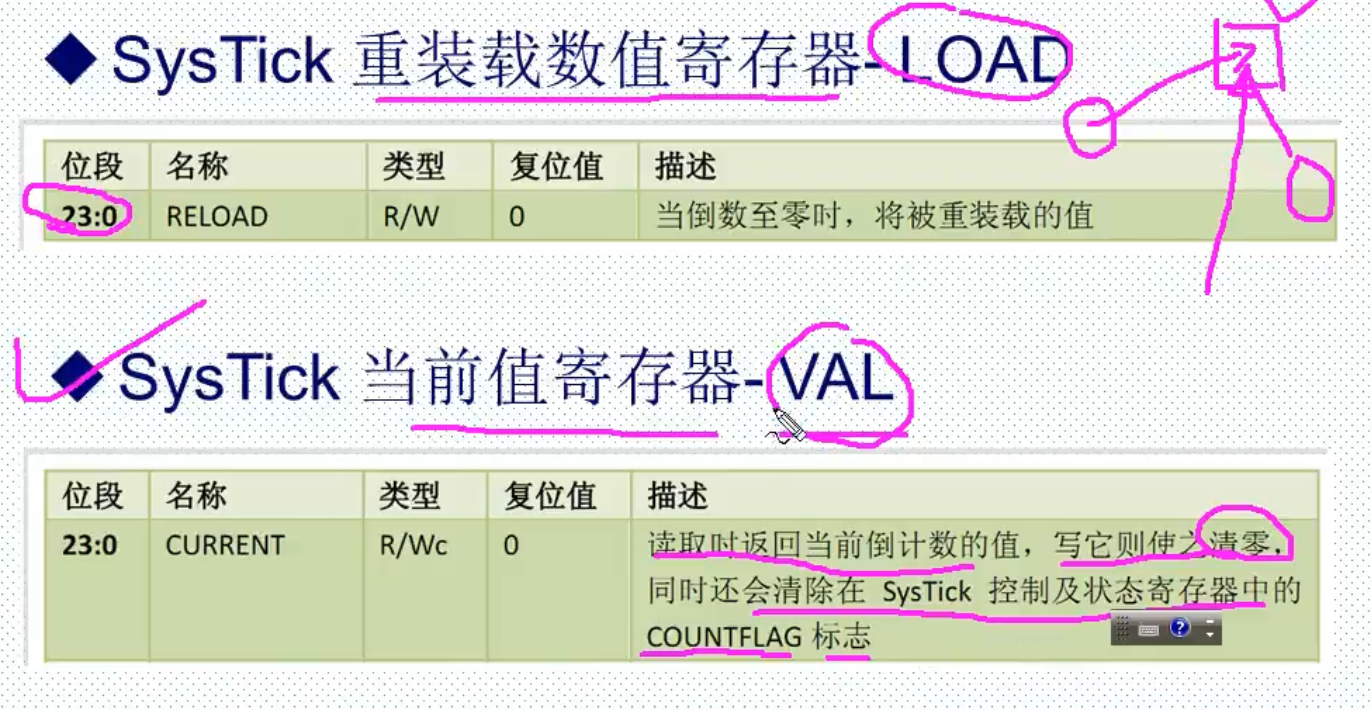 ◆ SysTick 重装载数值寄存器-LOAD
位段 名称 类型 复位值 描述
23:0 RELOAD R/W 0 当倒数至零时，将被重装载的值
◆ SysTick 当前值寄存器-VAL
位段 名称 类型 复位值 描述
23:0 CURRENT R/Wc 0 读取时返回当前倒计数的值，写它则使之清零，
同时还会清除在 SysTick 控制及状态寄存器中的
COUNTFLAG 标志